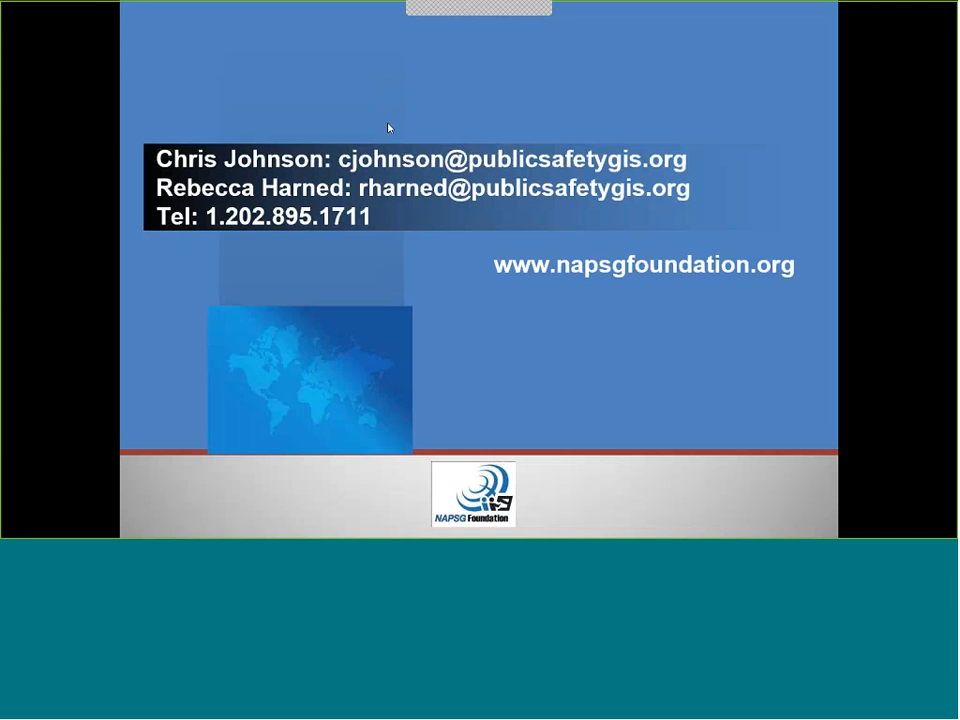 Chris Johnson: cjohnson@publicsafetygis.org
Rebecca Harned: rharned@publicsafetygis.org
Tel: 1.202.895.1711
www.napsgfoundation.org
NAPSG Foundation